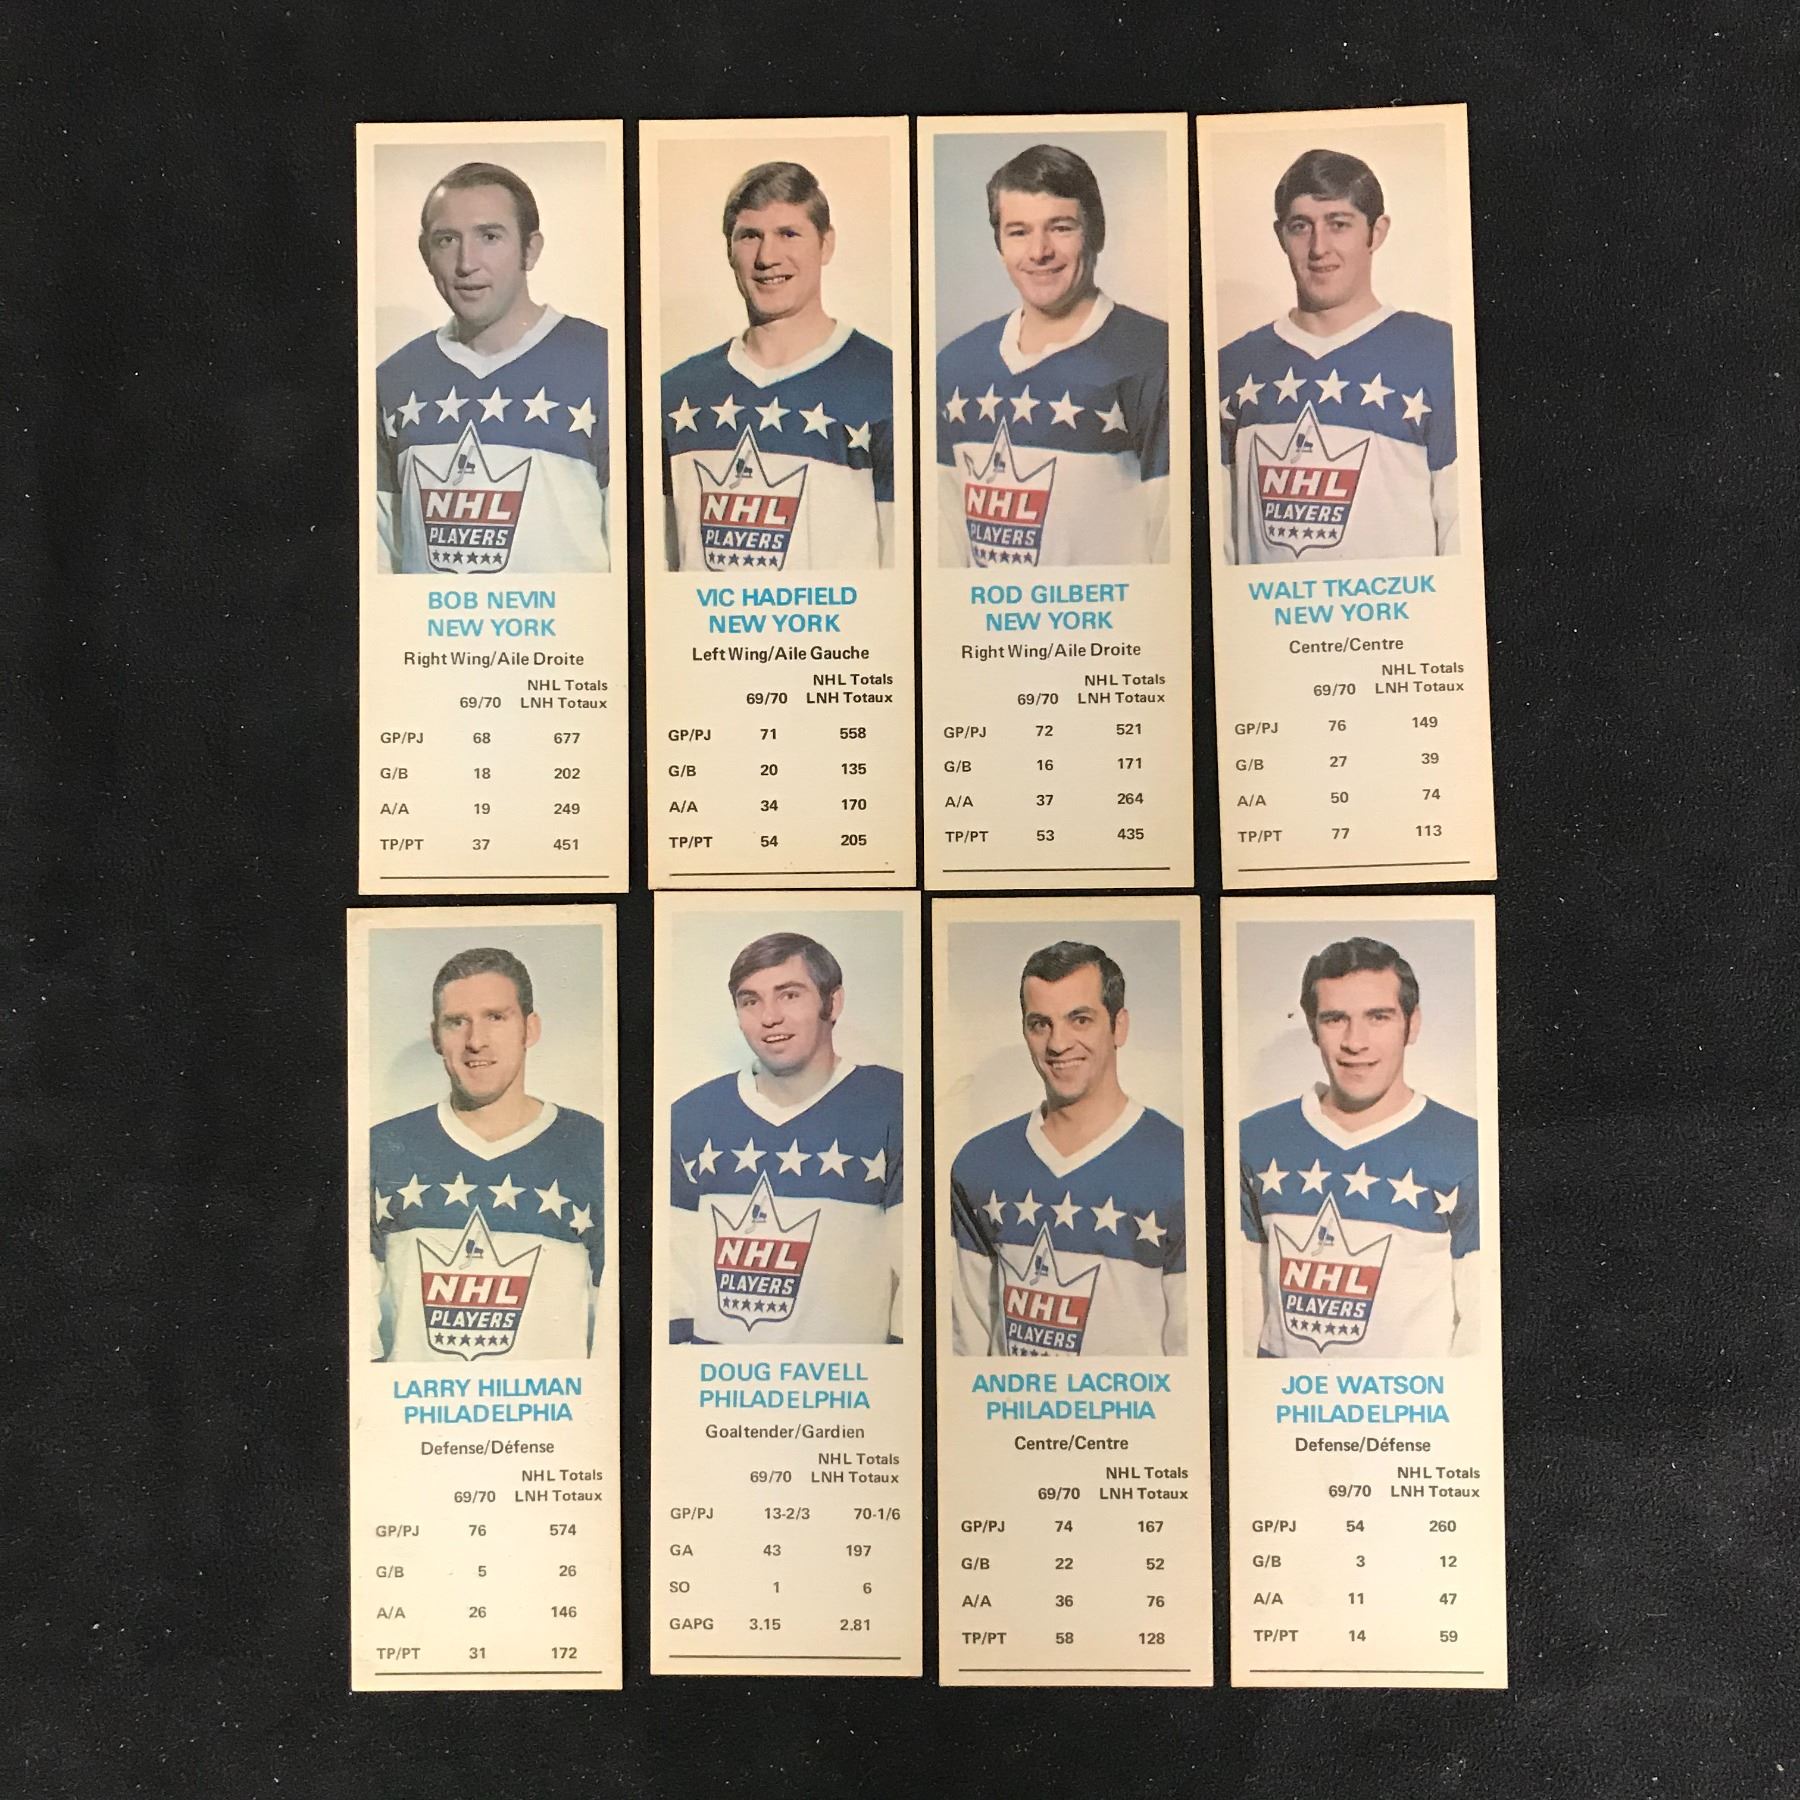 NHL
PLAYERS
BOB NEVIN
NEW YORK
Right Wing/Aile Droite
NHL Totals
69/70 LNH Totaux
GP/PJ 68 677
G/B 18 202
A/A 19 249
TP/PT 37 451
NHL
PLAYERS
VIC HADFIELD
NEW YORK
Left Wing/Aile Gauche
NHL Totals
69/70 LNH Totaux
GP/PJ 71 558
G/B 20 135
A/A 34 170
TP/PT 54 205
NHL
PLAYERS
ROD GILBERT
NEW YORK
Right Wing/Aile Droite
NHL Totals
69/70 LNH Totaux
GP/PJ 72 521
G/B 16 171
A/A 37 264
TP/PT 53 435
NHL
PLAYERS
WALT TKACZUK
NEW YORK
Centre/Centre
NHL Totals
69/70 LNH Totaux
GP/PJ 76 149
G/B 27 39
A/A 50 74
TP/PT 77 113
NHL
PLAYERS
LARRY HILLMAN
PHILADELPHIA
Defense/Défense
NHL Totals
69/70 LNH Totaux
GP/PJ 76 574
G/B 5 26
A/A 26 146
TP/PT 31 172
NHL
PLAYERS
DOUG FAVELL
PHILADELPHIA
Goaltender/Gardien
NHL Totals
69/70 LNH Totaux
GP/PJ 13-2/3 70-1/6
GA 43 197
SO 1 6
GAPG 3.15 2.81
NHL
PLAYERS
ANDRE LACROIX
PHILADELPHIA
Centre/Centre
NHL Totals
69/70 LNH Totaux
GP/PJ 74 167
G/B 22 52
A/A 36 76
TP/PT 58 128
NHL
PLAYERS
JOE WATSON
PHILADELPHIA
Defense/Défense
NHL Totals
69/70 LNH Totaux
GP/PJ 54 260
G/B 3 12
A/A 11 47
TP/PT 14 59